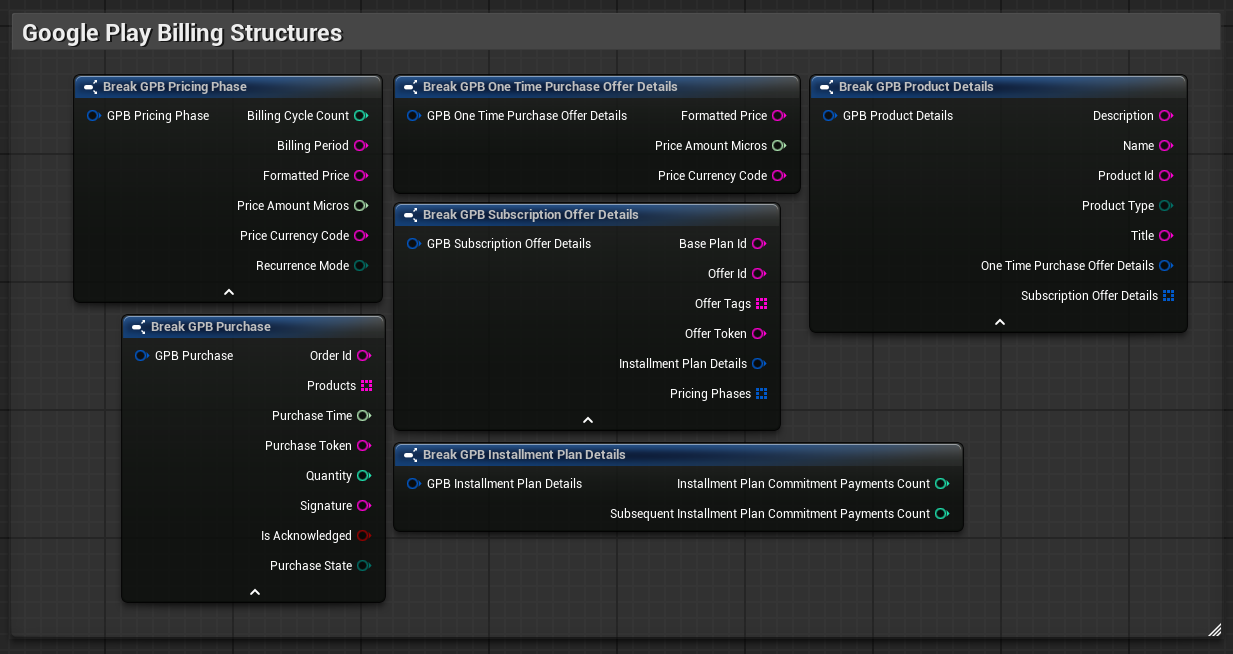 Google Play Billing Structures
Break GPB Pricing Phase
GPB Pricing Phase
Billing Cycle Count
Billing Period
Formatted Price
Price Amount Micros
Price Currency Code
Recurrence Mode
Break GPB One Time Purchase Offer Details
GPB One Time Purchase Offer Details
Formatted Price
Price Amount Micros
Price Currency Code
Break GPB Product Details
GPB Product Details
Description
Name
Product Id
Product Type
Title
One Time Purchase Offer Details
Subscription Offer Details
Break GPB Subscription Offer Details
GPB Subscription Offer Details
Base Plan Id
Offer Id
Offer Tags
Offer Token
Installment Plan Details
Pricing Phases
Break GPB Purchase
GPB Purchase
Order Id
Products
Purchase Time
Purchase Token
Quantity
Signature
Is Acknowledged
Purchase State
Break GPB Installment Plan Details
GPB Installment Plan Details
Installment Plan Commitment Payments Count
Subsequent Installment Plan Commitment Payments Count